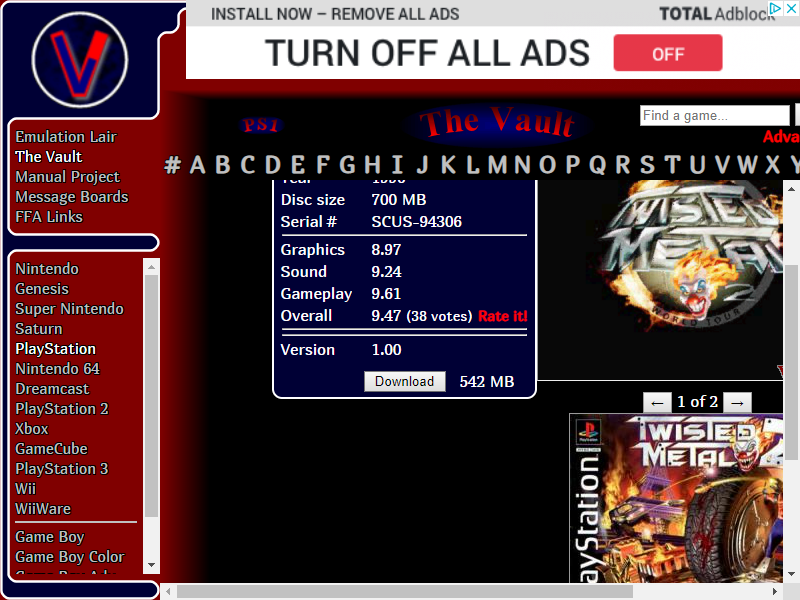 INSTALL NOW – REMOVE ALL ADS
TOTAL Adblock
TURN OFF ALL ADS
OFF
PS1
The Vault
Find a game...
Adva
# A B C D E F G H I J K L M N O P Q R S T U V W X Y
Emulation Lair
The Vault
Manual Project
Message Boards
FFA Links
Nintendo
Genesis
Super Nintendo
Saturn
PlayStation
Nintendo 64
Dreamcast
PlayStation 2
Xbox
GameCube
PlayStation 3
Wii
WiiWare
Game Boy
Game Boy Color
Year 1996
Disc size 700 MB
Serial # SCUS-94306
Graphics 8.97
Sound 9.24
Gameplay 9.61
Overall 9.47 (38 votes) Rate it!
Version 1.00
Download 542 MB
TWISTED
METAL
2
WORLD TOUR
← 1 of 2 →
PlayStation
TWISTED
METAL 2
ayStation